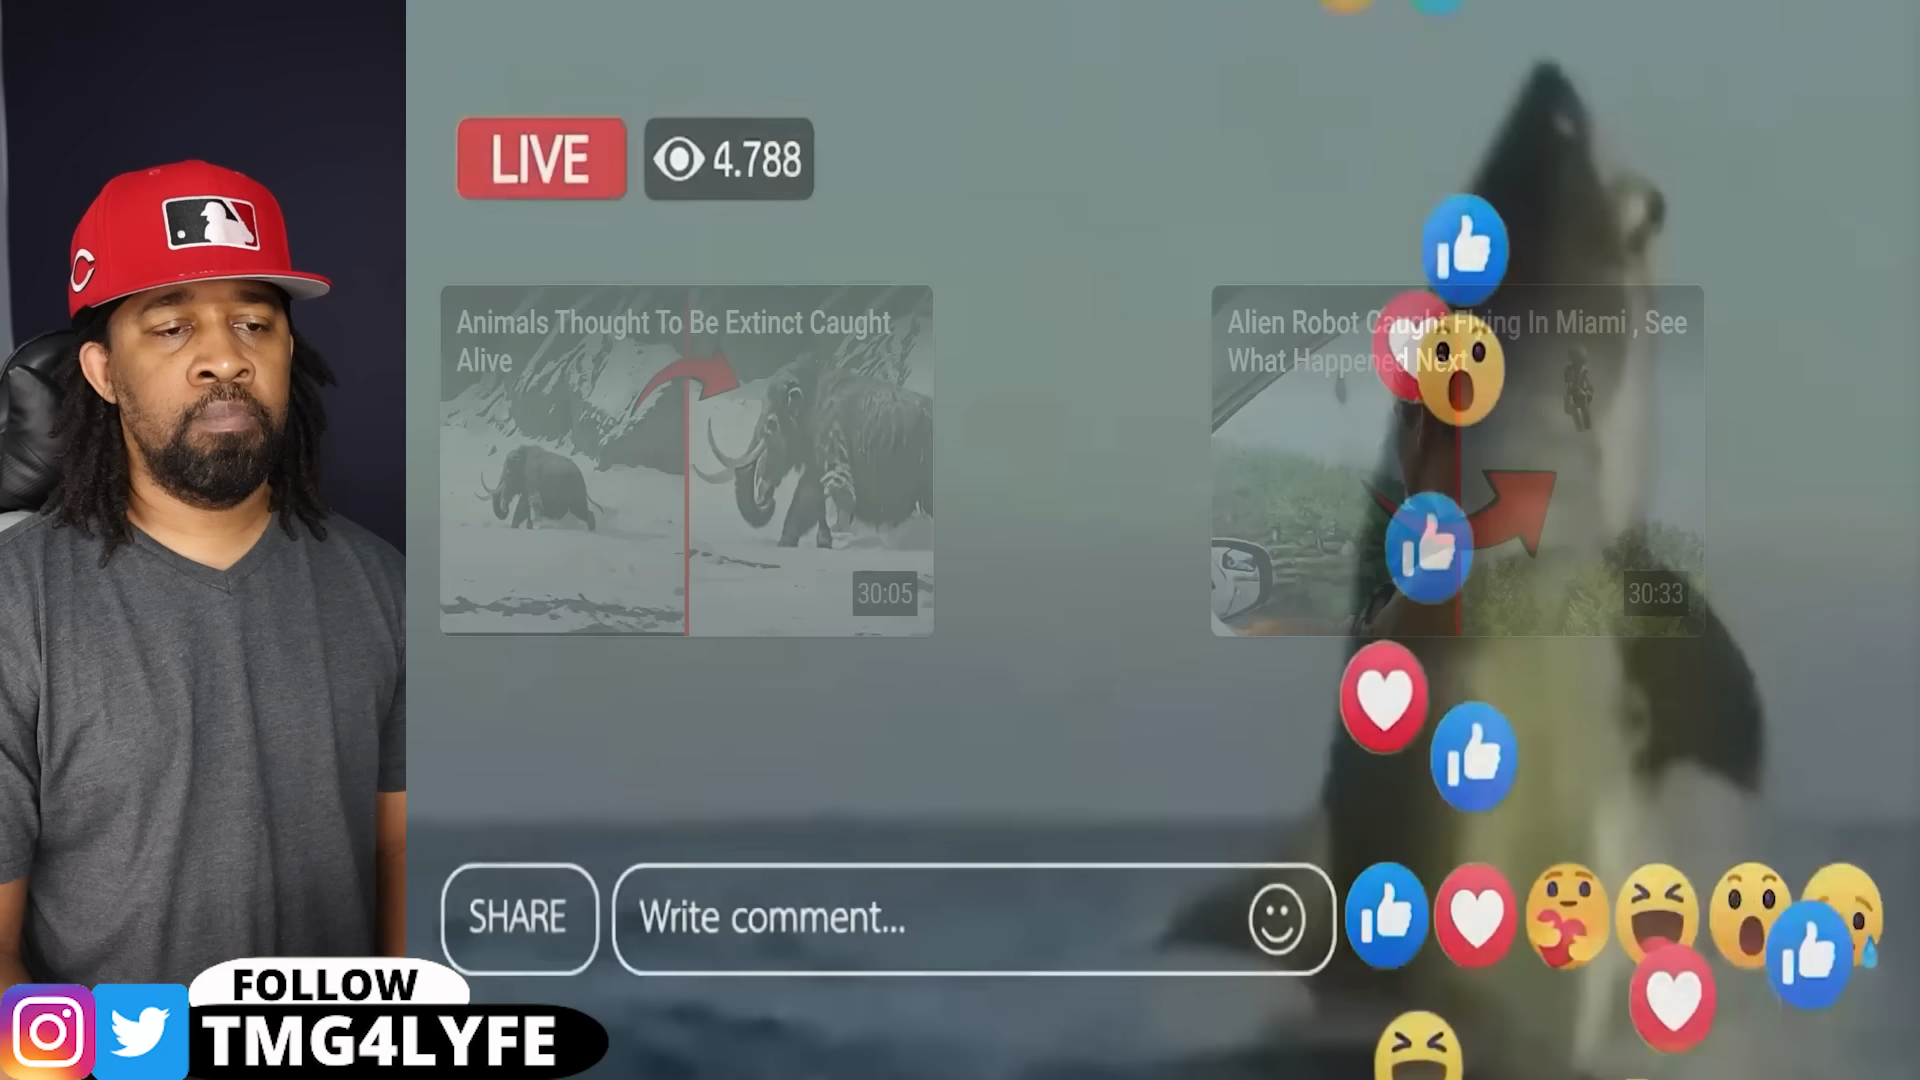 LIVE
4.788
Animals Thought To Be Extinct Caught
Alive
30:05
Alien Robot Caught Flying In Miami , See
What Happened Next
30:33
SHARE
Write comment...
FOLLOW
TMG4LYFE
C